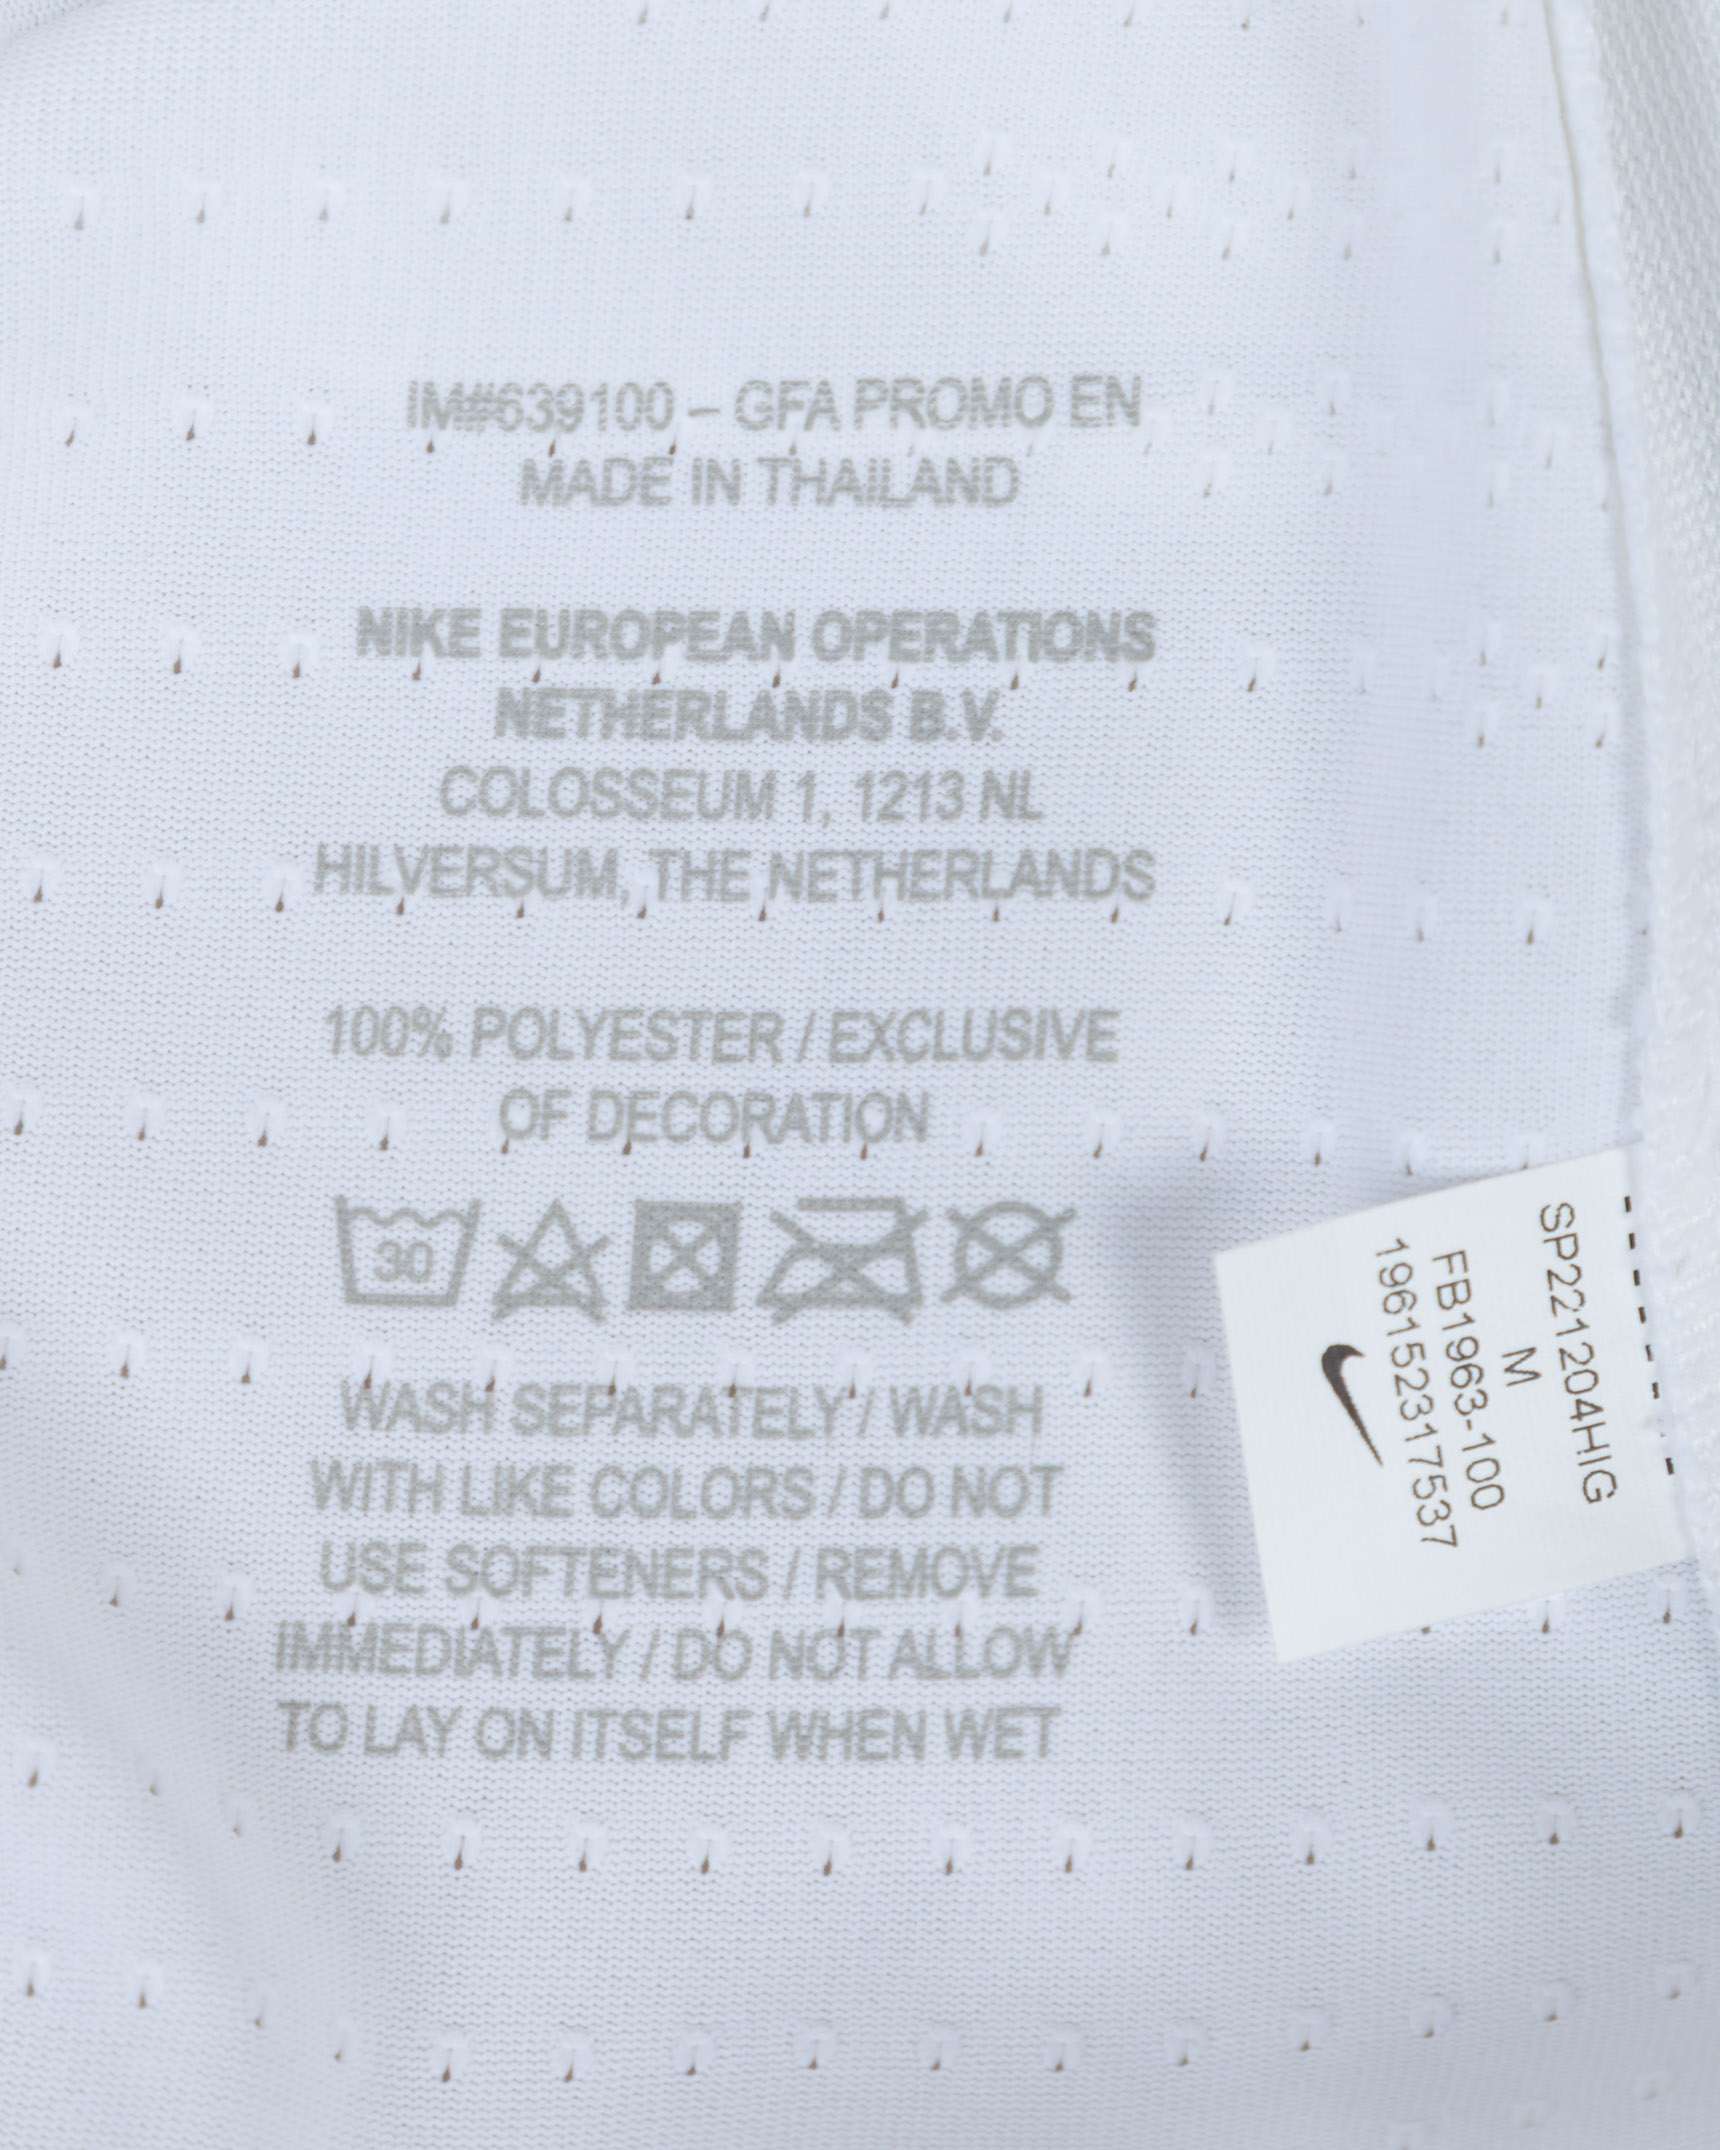 IM#639100 – GFA PROMO EN
MADE IN THAILAND
NIKE EUROPEAN OPERATIONS
NETHERLANDS B.V.
COLOSSEUM 1, 1213 NL
HILVERSUM, THE NETHERLANDS
100% POLYESTER / EXCLUSIVE
OF DECORATION
30
WASH SEPARATELY / WASH
WITH LIKE COLORS / DO NOT
USE SOFTENERS / REMOVE
IMMEDIATELY / DO NOT ALLOW
TO LAY ON ITSELF WHEN WET
SP221204HIG
M
FB1963-100
196152317537